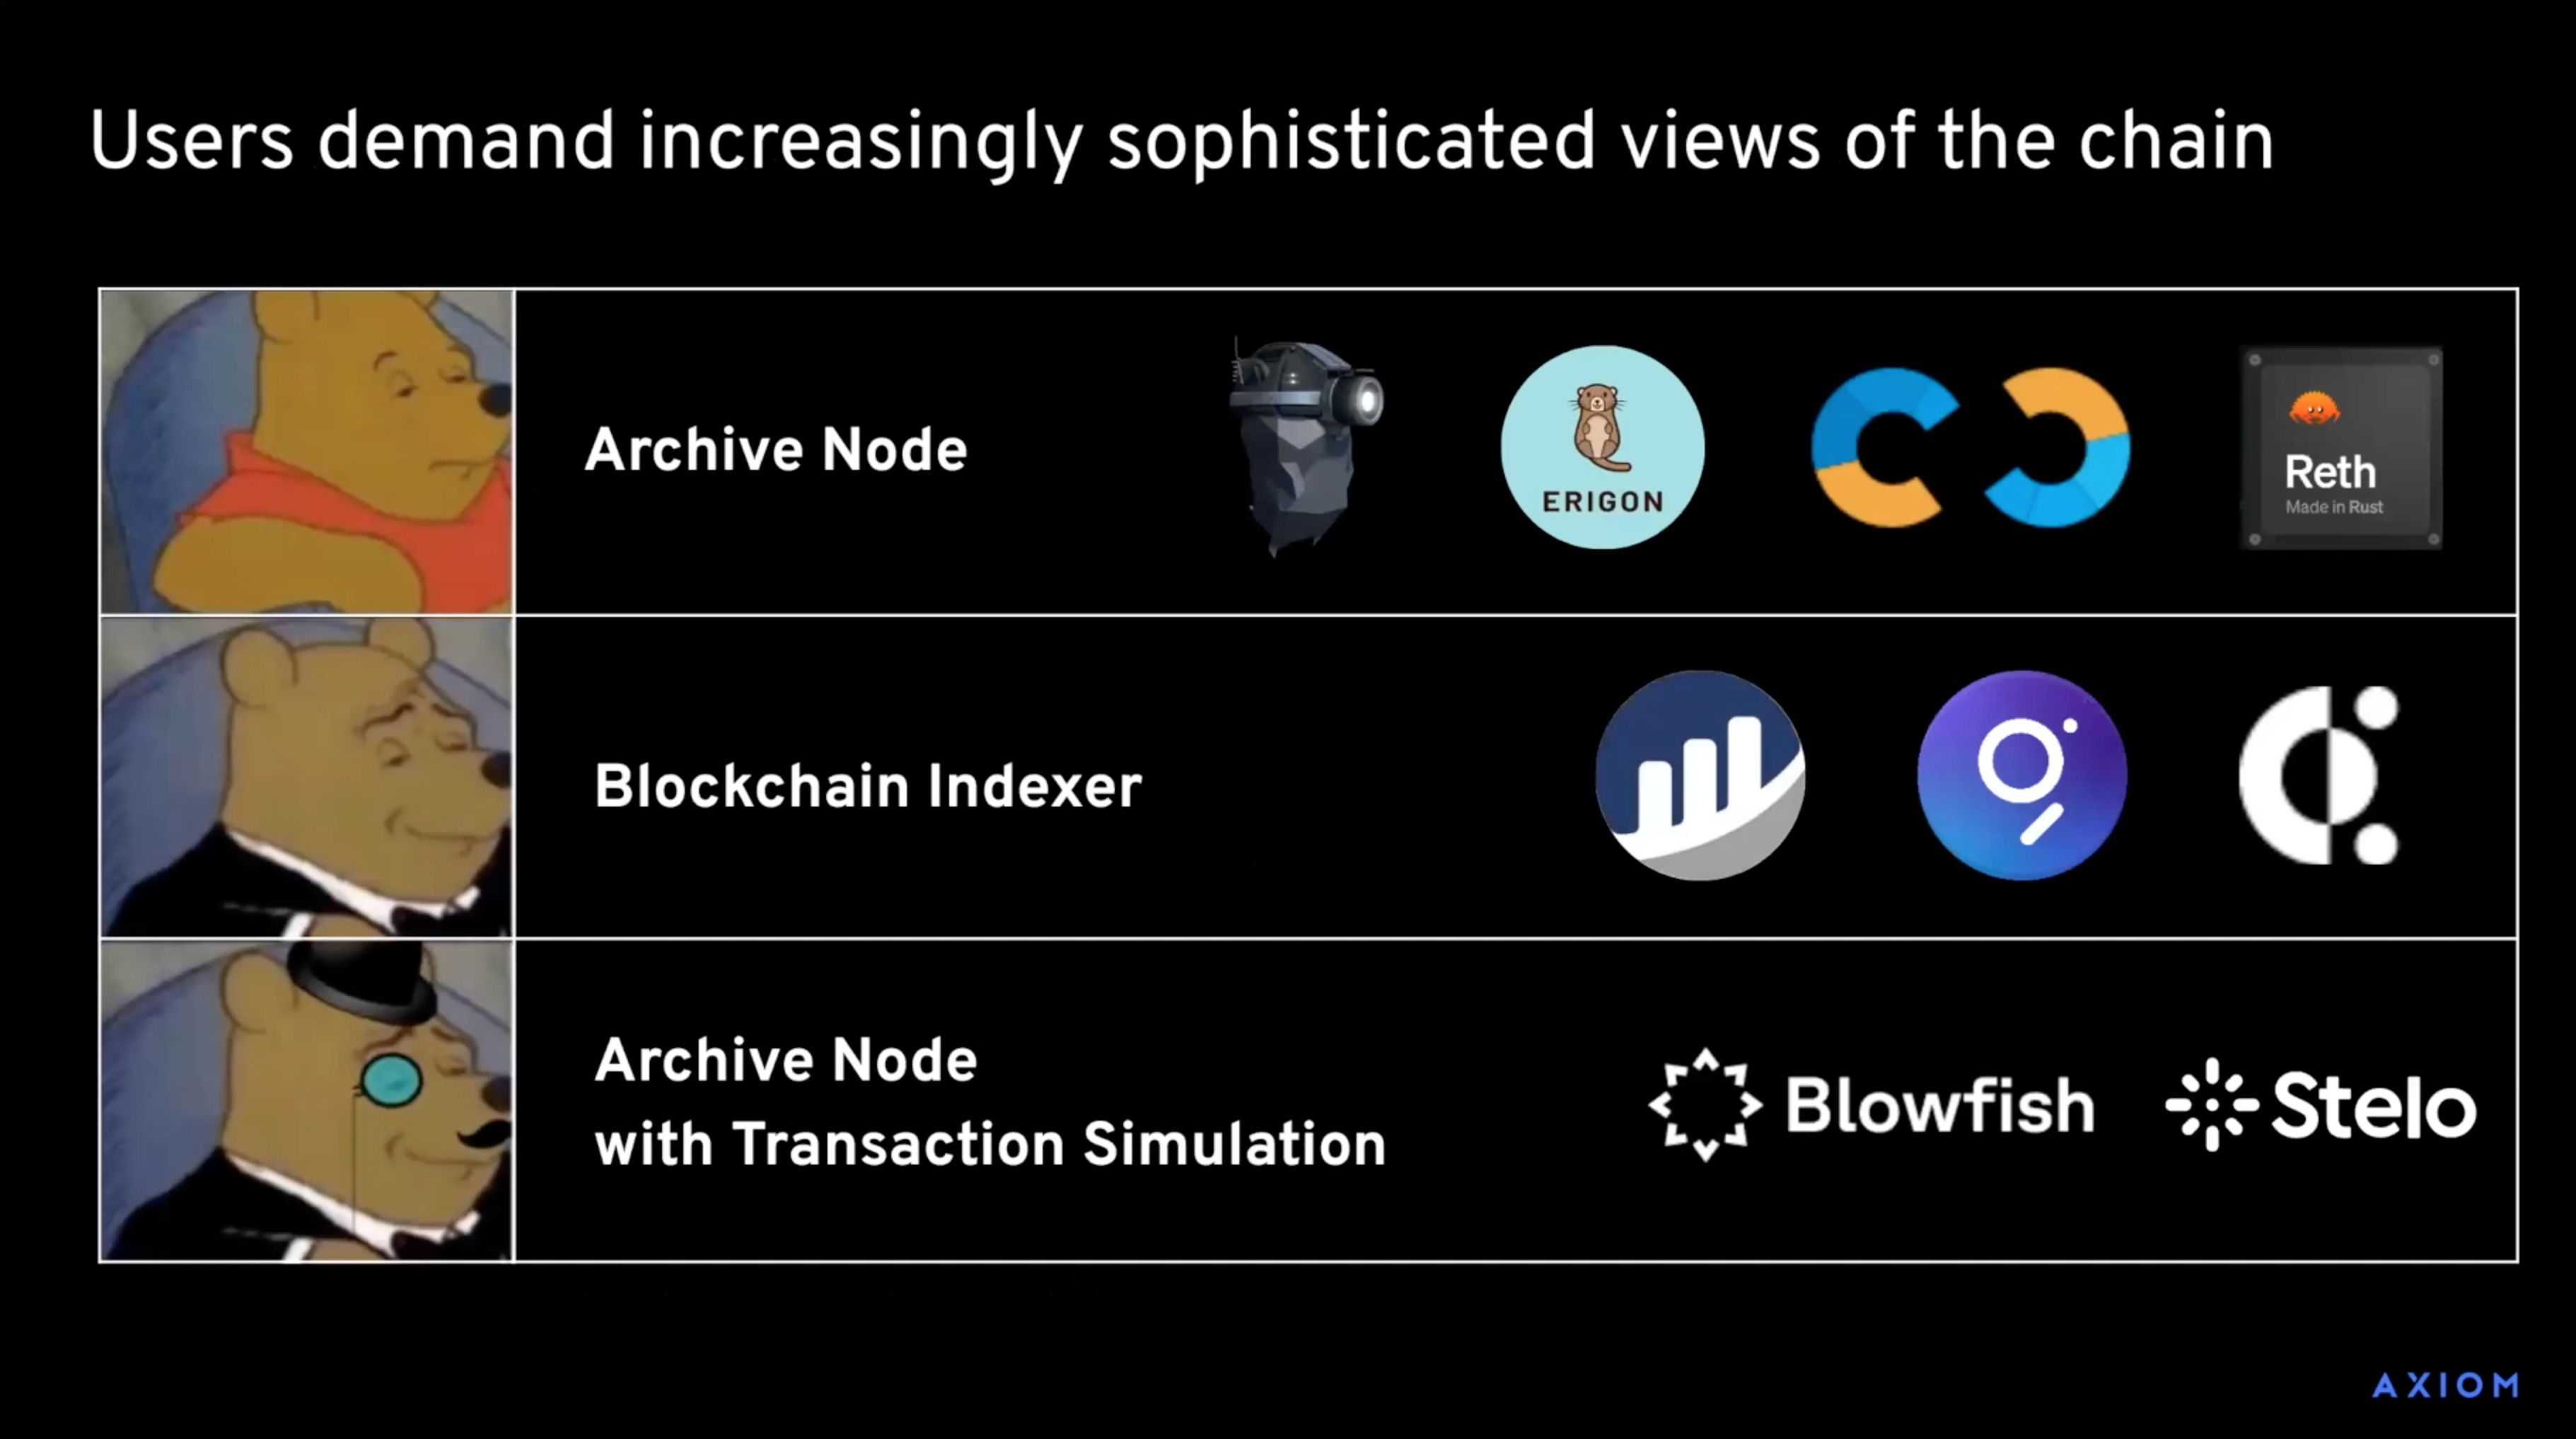 Users demand increasingly sophisticated views of the chain
Archive Node
ERIGON
Reth
Made in Rust
Blockchain Indexer
Archive Node
with Transaction Simulation
Blowfish
Stelo
AXIOM